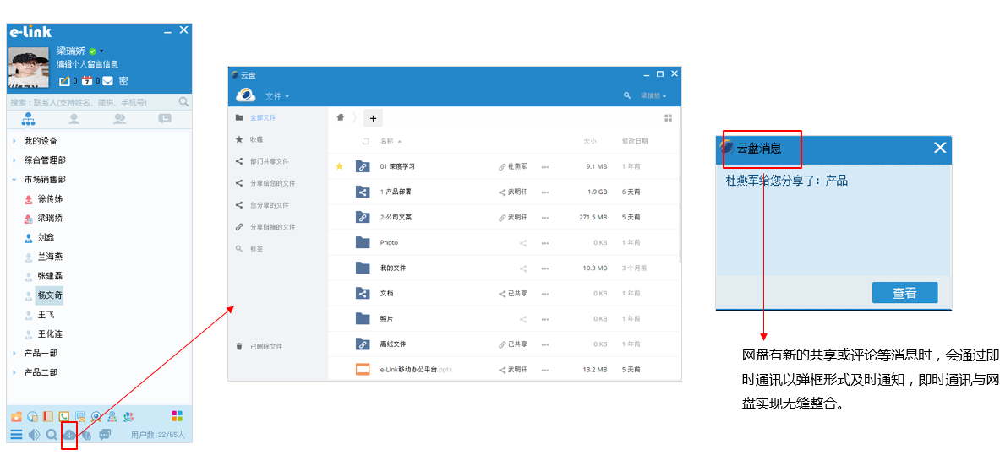 e-Link
梁瑞娇
编辑个人留言信息
0 7 0 密
搜索：联系人(支持姓名、简拼、手机号)
我的设备
综合管理部
市场销售部
徐传娣
梁瑞娇
刘鑫
兰海燕
张建磊
杨文奇
王飞
王化连
产品一部
产品二部
用户数:22/65人
云盘
文件
梁瑞娇
全部文件
收藏
部门共享文件
分享给您的文件
您分享的文件
分享链接的文件
标签
已删除文件
+
名称 大小 修改日期
01 深度学习 杜燕军 ••• 9.1 MB 1 年前
1-产品部署 武明轩 ••• 1.9 GB 6 天前
2-公司文案 武明轩 ••• 271.5 MB 5 天前
Photo ••• 0 KB 1 年前
我的文件 ••• 10.3 MB 3 个月前
文档 已共享 ••• 0 KB 1 年前
照片 ••• 0 KB 1 年前
离线文件 已共享 ••• 0 KB 1 年前
e-Link移动办公平台.pptx 武明轩 ••• 13.2 MB 5 天前
云盘消息
杜燕军给您分享了：产品
查看
网盘有新的共享或评论等消息时，会通过即
时通讯以弹框形式及时通知，即时通讯与网
盘实现无缝整合。